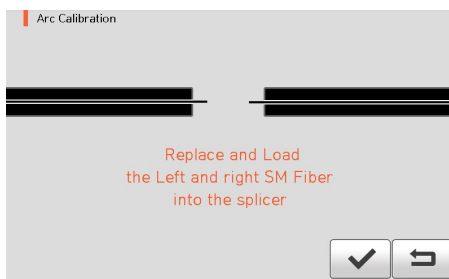 Arc Calibration
Replace and Load
the Left and right SM Fiber
into the splicer